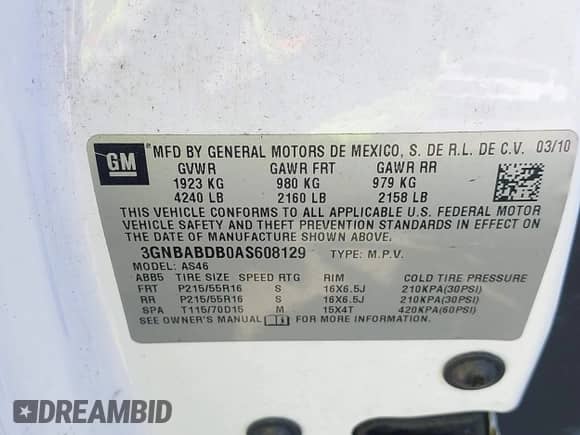 GM
MFD BY GENERAL MOTORS DE MEXICO, S. DE R.L. DE C.V. 03/10
GVWR GAWR FRT GAWR RR
1923 KG 980 KG 979 KG
4240 LB 2160 LB 2158 LB
THIS VEHICLE CONFORMS TO ALL APPLICABLE U.S. FEDERAL MOTOR
VEHICLE SAFETY AND THEFT PREVENTION STANDARDS IN EFFECT ON
THE DATE OF MANUFACTURE SHOWN ABOVE.
3GNBABDB0AS608129 TYPE: M.P.V.
MODEL: AS46
ABB5 TIRE SIZE SPEED RTG RIM COLD TIRE PRESSURE
FRT P215/55R16 S 16X6.5J 210KPA(30PSI)
RR P215/55R16 S 16X6.5J 210KPA(30PSI)
SPA T115/70D15 M 15X4T 420KPA(60PSI)
SEE OWNER'S MANUAL FOR MORE INFORMATION.
DREAMBID